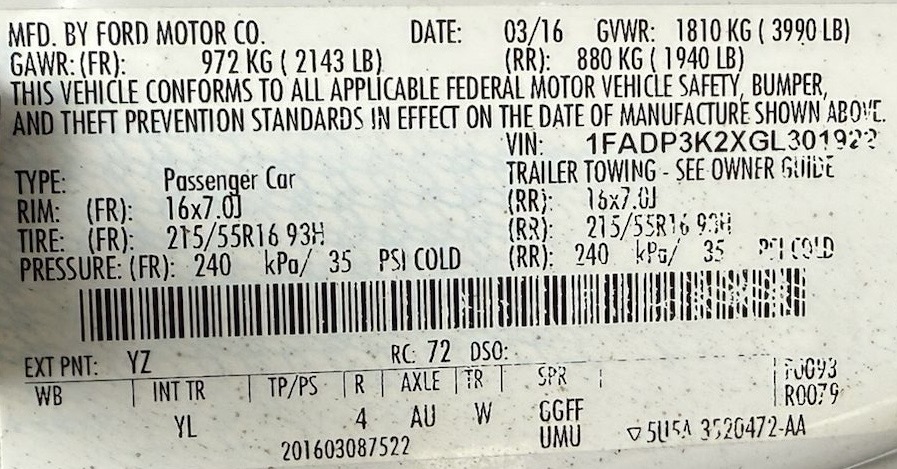 MFD. BY FORD MOTOR CO. DATE: 03/16 GVWR: 1810 KG ( 3990 LB)
GAWR: (FR): 972 KG ( 2143 LB) (RR): 880 KG ( 1940 LB)
THIS VEHICLE CONFORMS TO ALL APPLICABLE FEDERAL MOTOR VEHICLE SAFETY, BUMPER,
AND THEFT PREVENTION STANDARDS IN EFFECT ON THE DATE OF MANUFACTURE SHOWN ABOVE.
VIN:
TYPE: Passenger Car TRAILER TOWING - SEE OWNER GUIDE
RIM: (FR): 16x7.0J (RR): 16x7.0J
TIRE: (FR): 215/55R16 93H (RR): 215/55R16 93H
PRESSURE: (FR): 240 kPa/ 35 PSI COLD (RR): 240 kPa/ 35 PSI COLD
EXT PNT: YZ RC: 72 DSO:
WB INT TR TP/PS R AXLE TR SPR R0079
YL 4 AU W GGFF
201603087522 UMU 3520472-AA